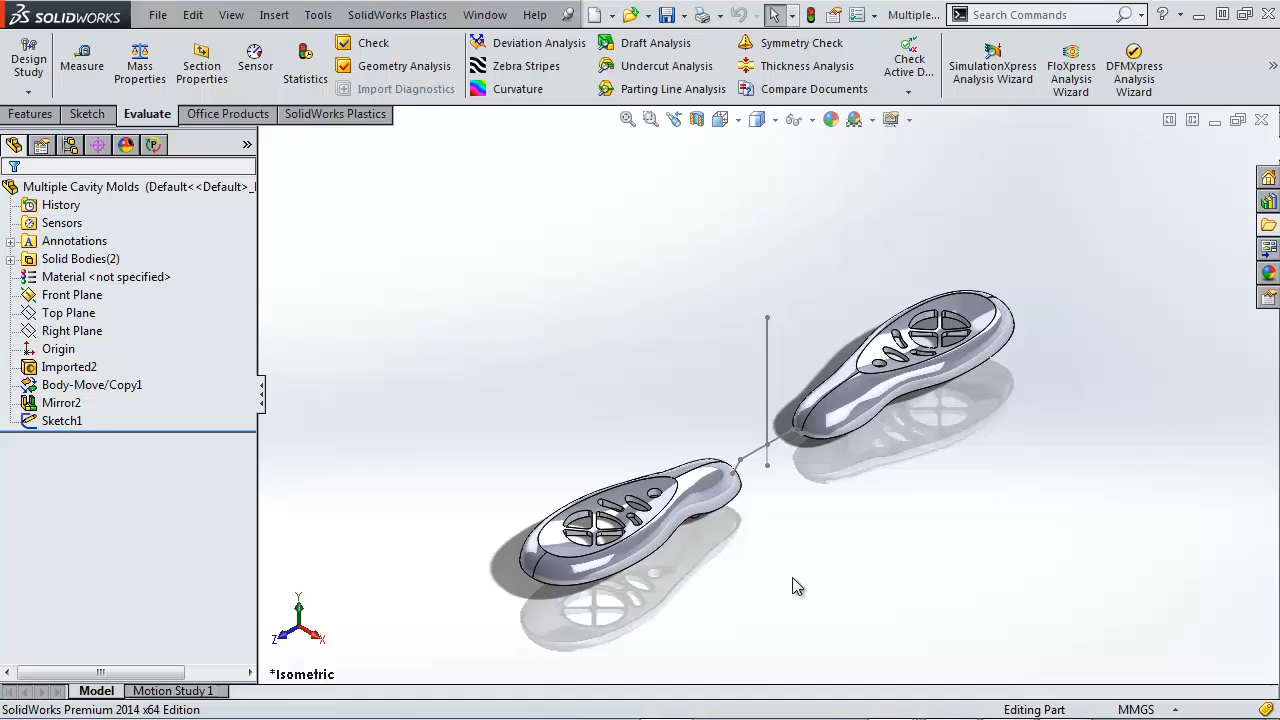 SOLIDWORKS File Edit View Insert Tools SolidWorks Plastics Window Help Multiple... Search Commands
Design Study
Measure
Mass Properties
Section Properties
Sensor
Statistics
Check
Geometry Analysis
Import Diagnostics
Deviation Analysis
Zebra Stripes
Curvature
Draft Analysis
Undercut Analysis
Parting Line Analysis
Symmetry Check
Thickness Analysis
Compare Documents
Check Active D...
SimulationXpress Analysis Wizard
FloXpress Analysis Wizard
DFMXpress Analysis Wizard
Features Sketch Evaluate Office Products SolidWorks Plastics
Multiple Cavity Molds (Default<<Default>_
History
Sensors
Annotations
Solid Bodies(2)
Material <not specified>
Front Plane
Top Plane
Right Plane
Origin
Imported2
Body-Move/Copy1
Mirror2
Sketch1
Y
Z X
*Isometric
Model Motion Study 1
SolidWorks Premium 2014 x64 Edition Editing Part MMGS